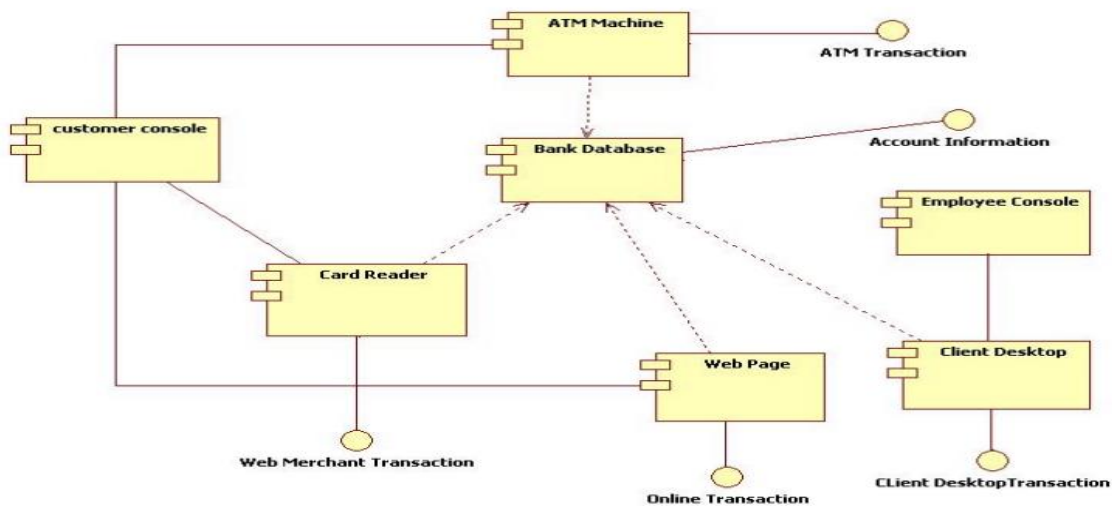 ATM Machine
ATM Transaction
customer console
Bank Database
Account Information
Employee Console
Card Reader
Client Desktop
Web Page
Web Merchant Transaction
CLient DesktopTransaction
Online Transaction